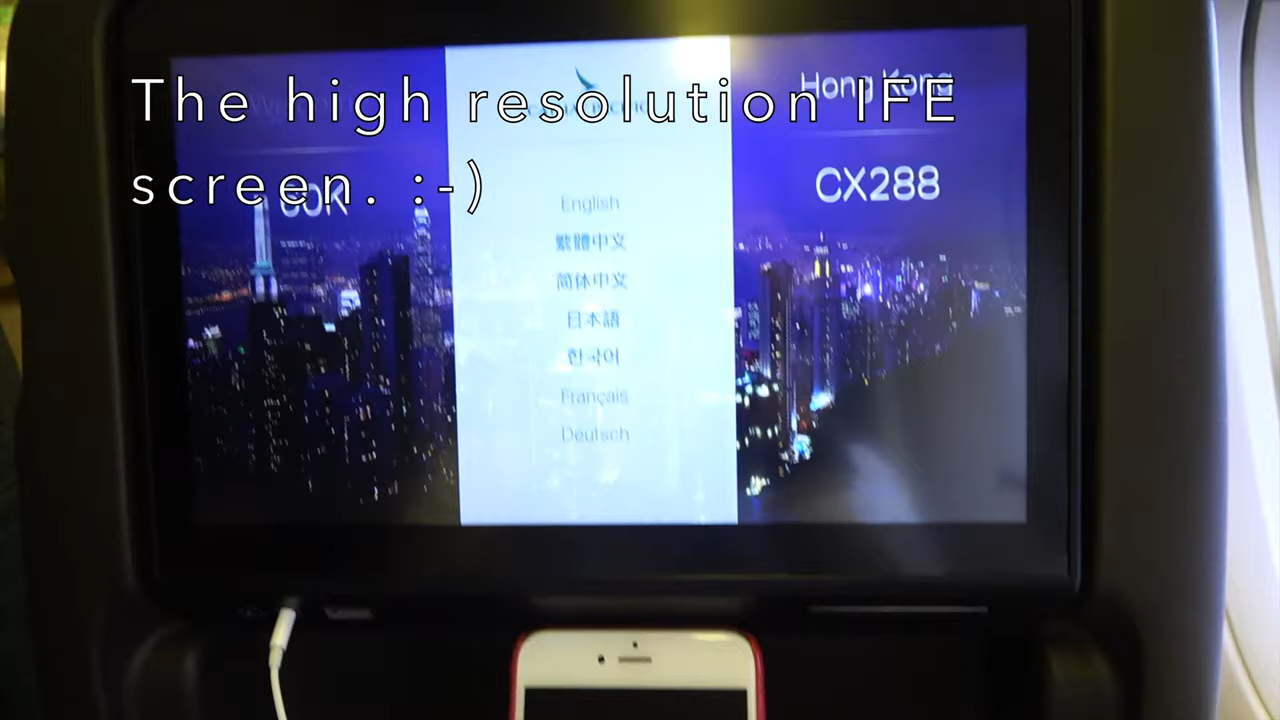 The high resolution IFE
screen. :-)
Hong Kong
60K
CX288
English
繁體中文
简体中文
日本語
한국어
Français
Deutsch